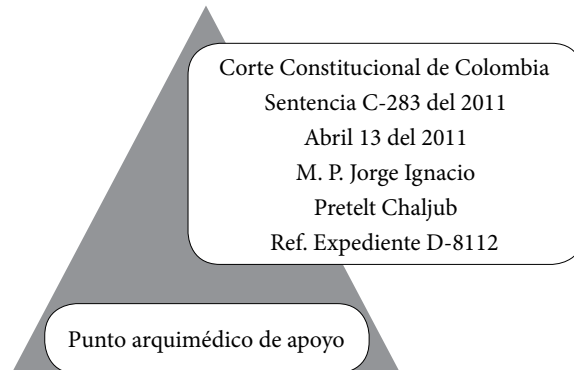 Corte Constitucional de Colombia
Sentencia C-283 del 2011
Abril 13 del 2011
M. P. Jorge Ignacio
Pretelt Chaljub
Ref. Expediente D-8112
Punto arquimédico de apoyo